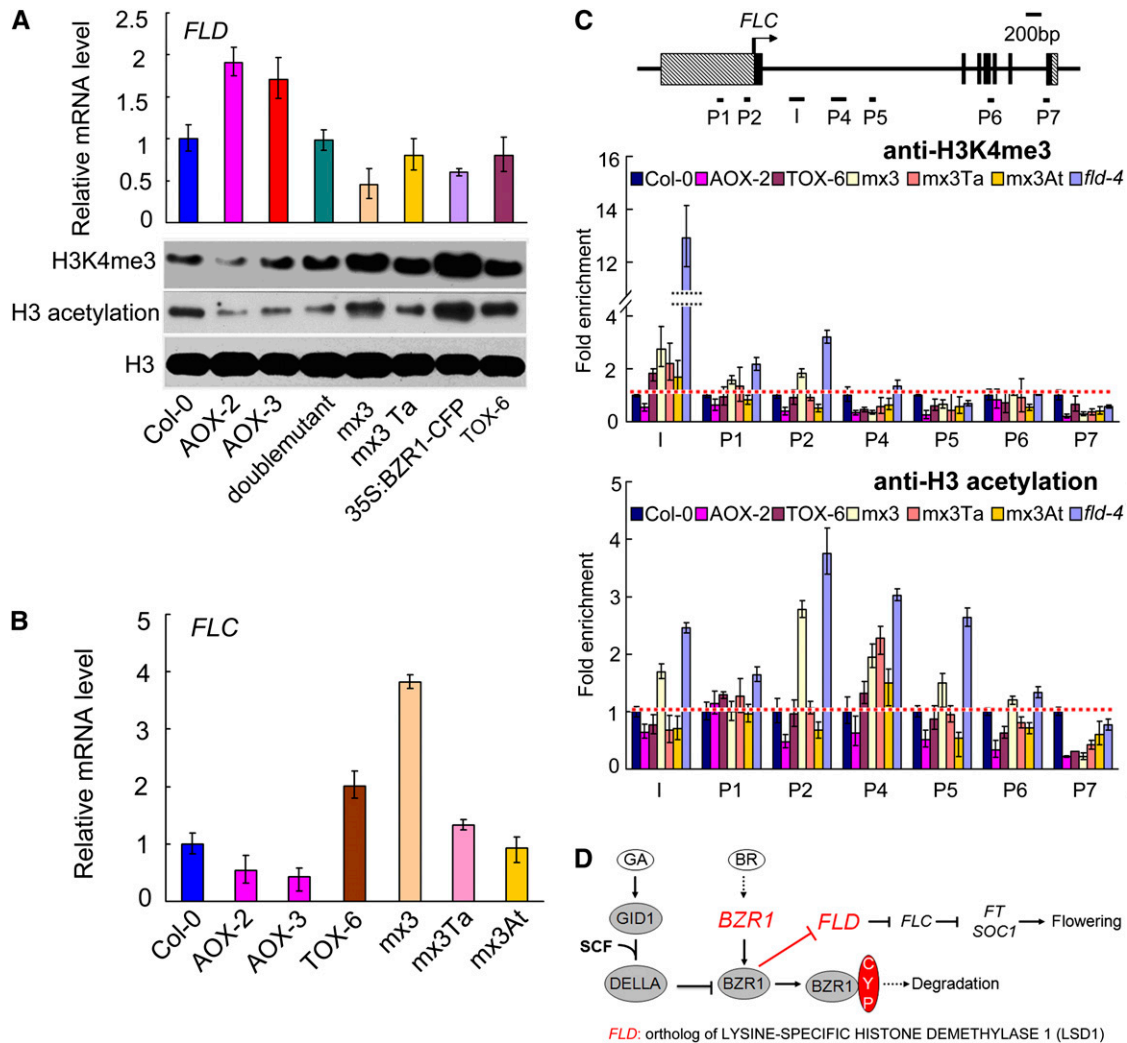 A
FLD
Relative mRNA level
2.5
2
1.5
1
0.5
0
H3K4me3
H3 acetylation
H3
Col-0
AOX-2
AOX-3
doublemutant
mx3
mx3 Ta
35S:BZR1-CFP
TOX-6
B
FLC
Relative mRNA level
5
4
3
2
1
0
Col-0
AOX-2
AOX-3
TOX-6
mx3
mx3Ta
mx3At
C
FLC
200bp
P1 P2 I P4 P5 P6 P7
anti-H3K4me3
Col-0 AOX-2 TOX-6 mx3 mx3Ta mx3At fld-4
Fold enrichment
16
14
12
4
2
0
I P1 P2 P4 P5 P6 P7
anti-H3 acetylation
Col-0 AOX-2 TOX-6 mx3 mx3Ta mx3At fld-4
Fold enrichment
5
4
3
2
1
0
I P1 P2 P4 P5 P6 P7
D
GA BR
GID1 BZR1 FLD FLC FT SOC1 Flowering
SCF
DELLA BZR1 BZR1 CYP Degradation
FLD: ortholog of LYSINE-SPECIFIC HISTONE DEMETHYLASE 1 (LSD1)